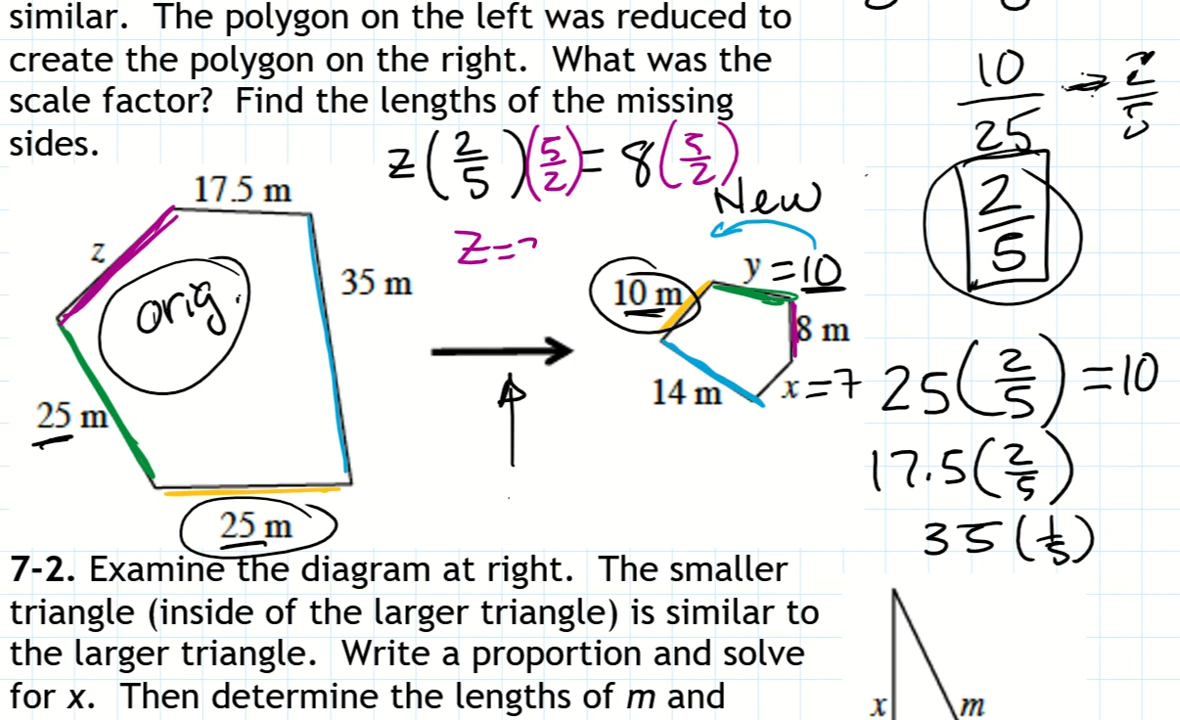 similar. The polygon on the left was reduced to
create the polygon on the right. What was the
scale factor? Find the lengths of the missing
sides.
10/25 → 2/5
2/5
z(2/5)(5/2) = 8(5/2)
z=?
New
17.5 m
z
orig.
35 m
25 m
25 m
10 m
y =10
8 m
14 m
x =7
25(2/5) =10
17.5(2/5)
35(1/5)
7-2. Examine the diagram at right. The smaller
triangle (inside of the larger triangle) is similar to
the larger triangle. Write a proportion and solve
for x. Then determine the lengths of m and
x
m